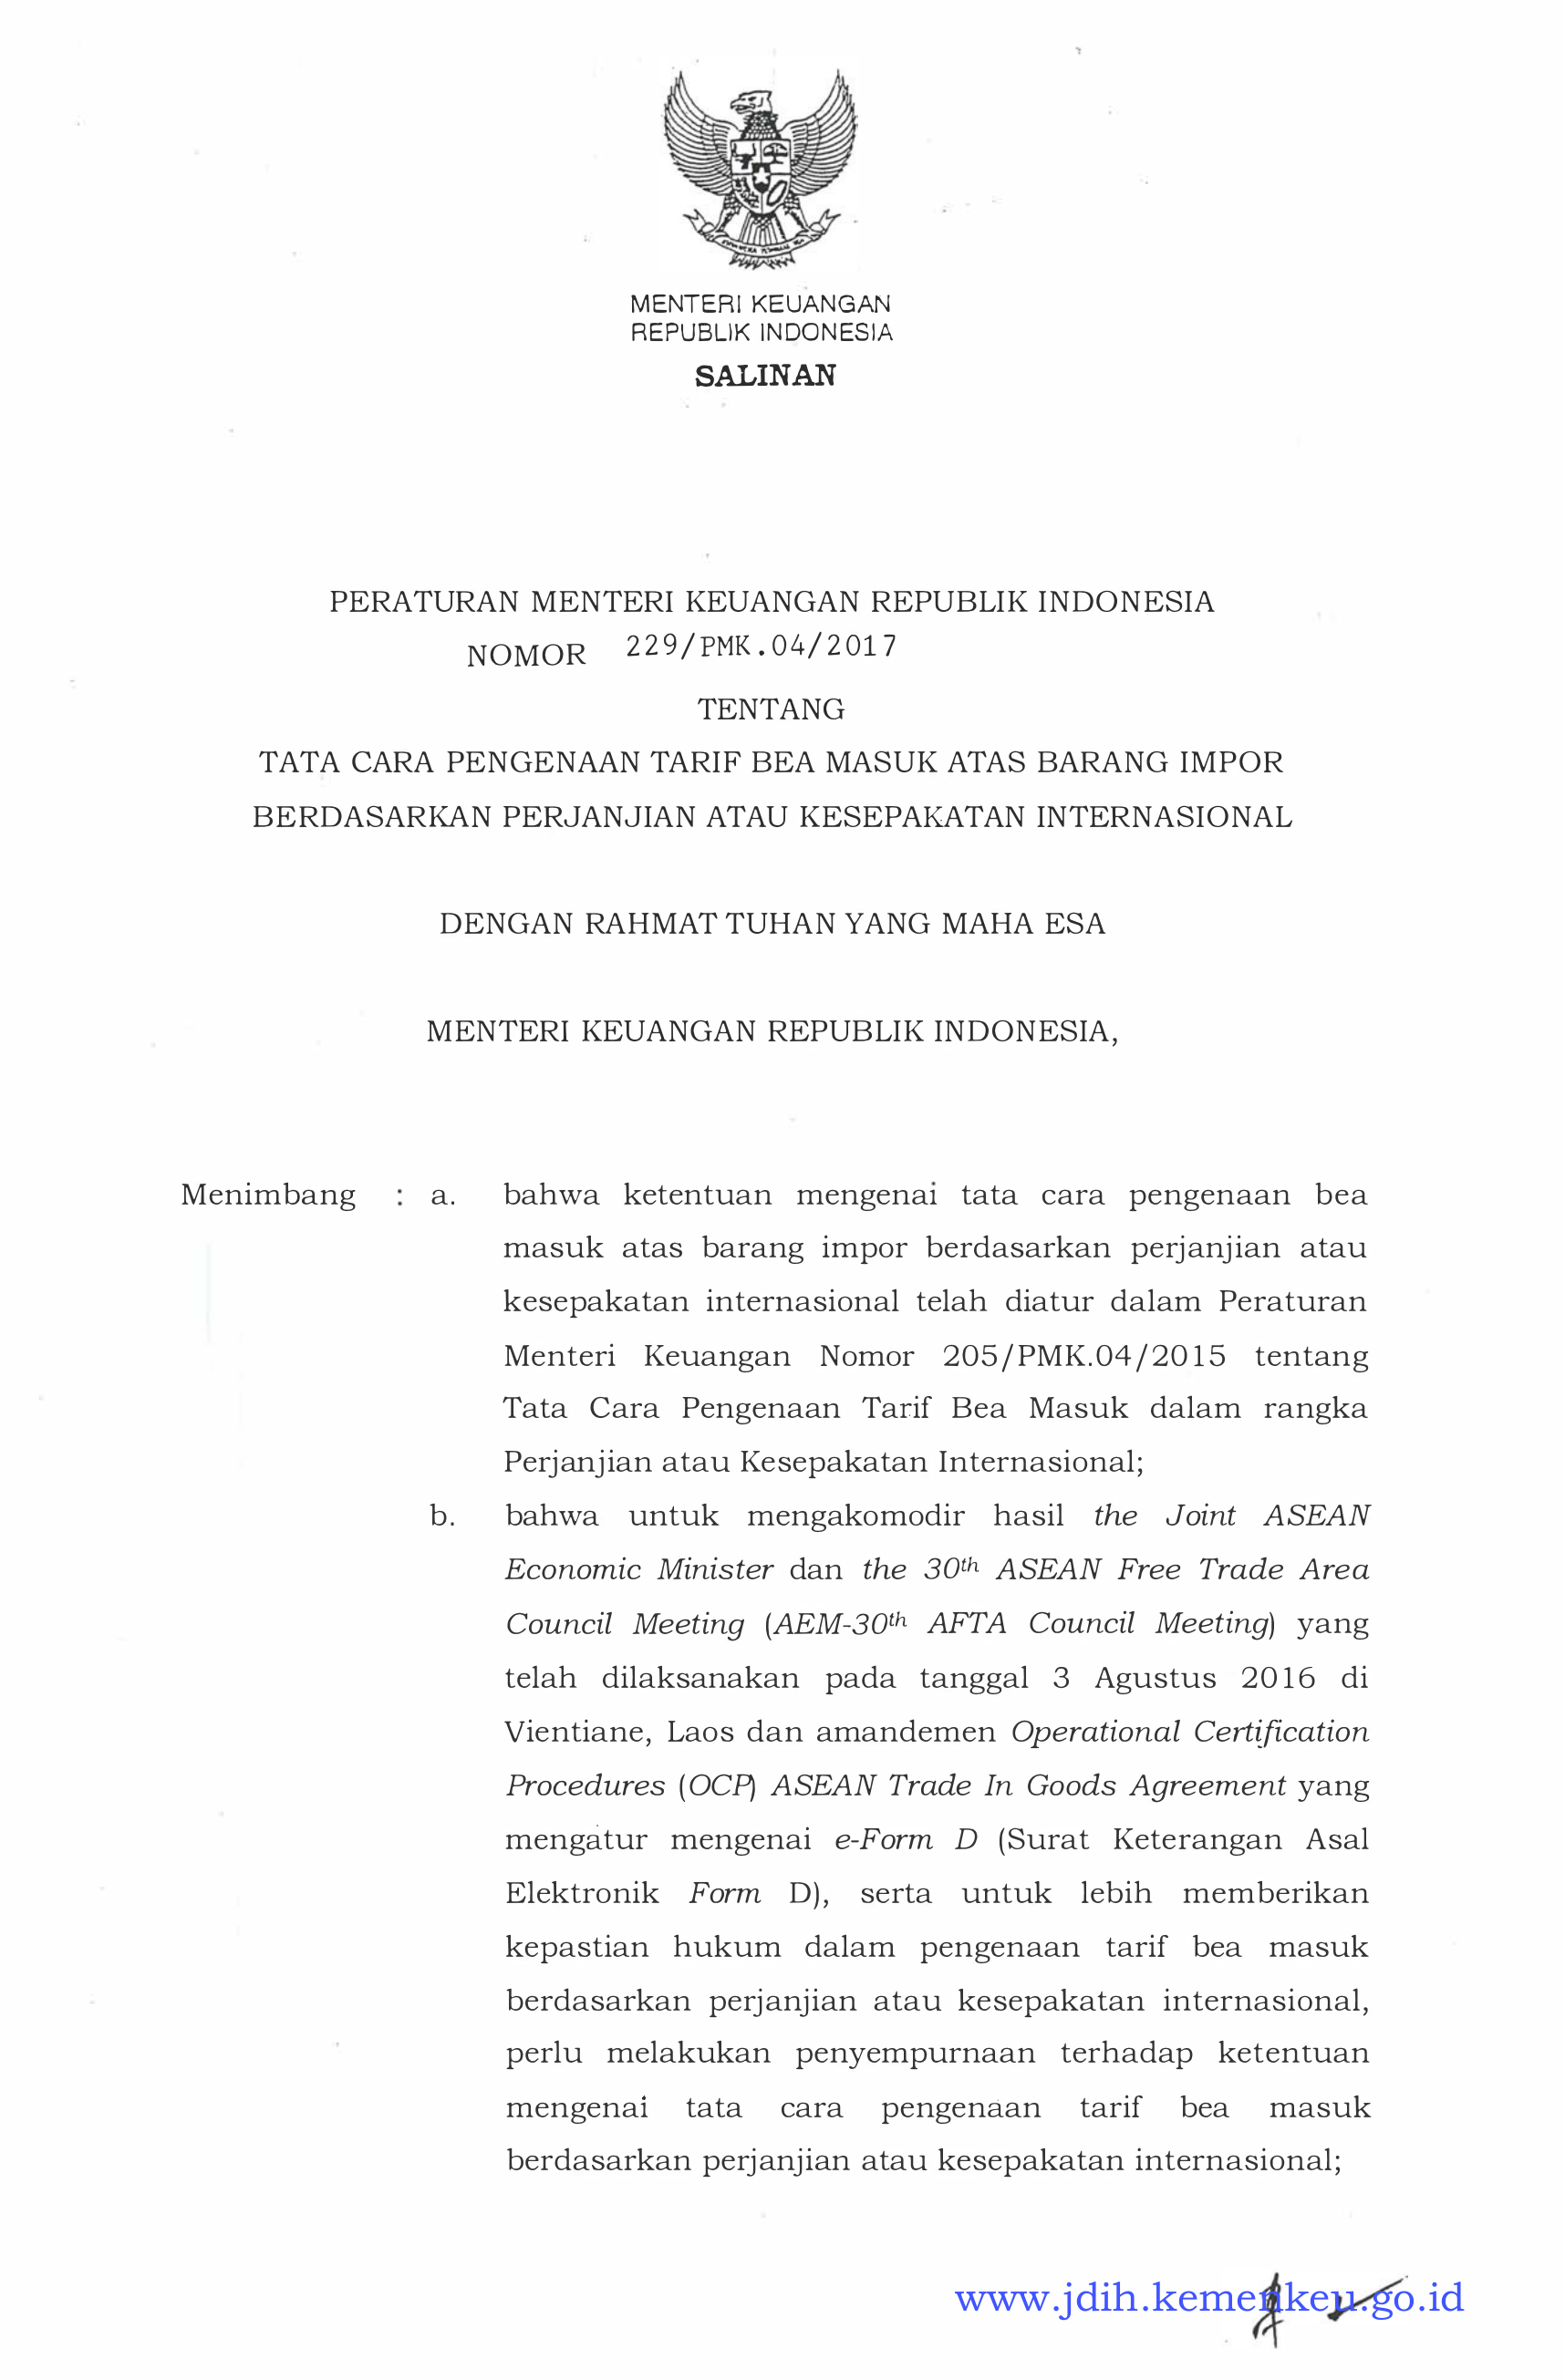 MENTERI KEUANGAN
REPUBLIK INDONESIA
SALINAN
PERATURAN MENTERI KEUANGAN REPUBLIK INDONESIA
NOMOR 229/PMK.04/2017
TENTANG
TATA CARA PENGENAAN TARIF BEA MASUK ATAS BARANG IMPOR
BERDASARKAN PERJANJIAN ATAU KESEPAKATAN INTERNASIONAL
DENGAN RAHMAT TUHAN YANG MAHA ESA
MENTERI KEUANGAN REPUBLIK INDONESIA,
Menimbang : a. bahwa ketentuan mengenai tata cara pengenaan bea
masuk atas barang impor berdasarkan perjanjian atau
kesepakatan internasional telah diatur dalam Peraturan
Menteri Keuangan Nomor 205/PMK.04/2015 tentang
Tata Cara Pengenaan Tarif Bea Masuk dalam rangka
Perjanjian atau Kesepakatan Internasional;
b. bahwa untuk mengakomodir hasil the Joint ASEAN
Economic Minister dan the 30th ASEAN Free Trade Area
Council Meeting (AEM-30th AFTA Council Meeting) yang
telah dilaksanakan pada tanggal 3 Agustus 2016 di
Vientiane, Laos dan amandemen Operational Certification
Procedures (OCP) ASEAN Trade In Goods Agreement yang
mengatur mengenai e-Form D (Surat Keterangan Asal
Elektronik Form D), serta untuk lebih memberikan
kepastian hukum dalam pengenaan tarif bea masuk
berdasarkan perjanjian atau kesepakatan internasional,
perlu melakukan penyempurnaan terhadap ketentuan
mengenai tata cara pengenaan tarif bea masuk
berdasarkan perjanjian atau kesepakatan internasional;
www.jdih.kemenkeu.go.id